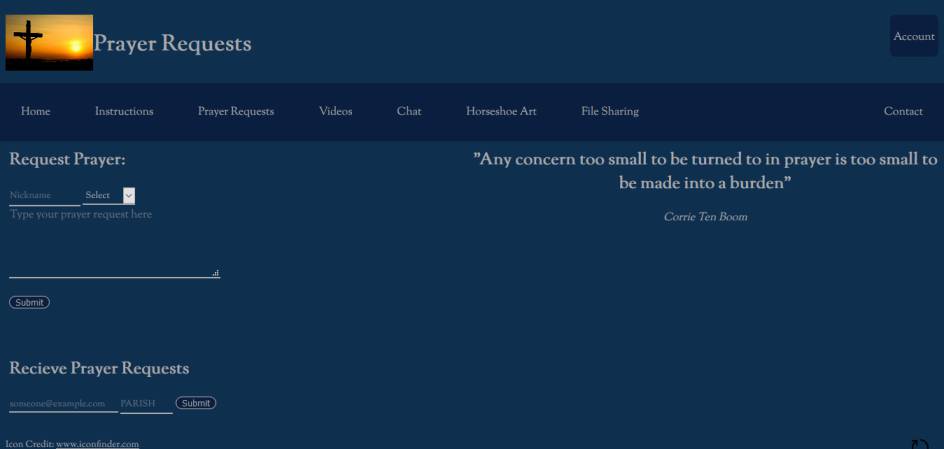 Prayer Requests
Account
Home Instructions Prayer Requests Videos Chat Horseshoe Art File Sharing Contact
Request Prayer:
Nickname Select
Type your prayer request here
Submit
”Any concern too small to be turned to in prayer is too small to
be made into a burden”
Corrie Ten Boom
Recieve Prayer Requests
someone@example.com PARISH Submit
Icon Credit: www.iconfinder.com